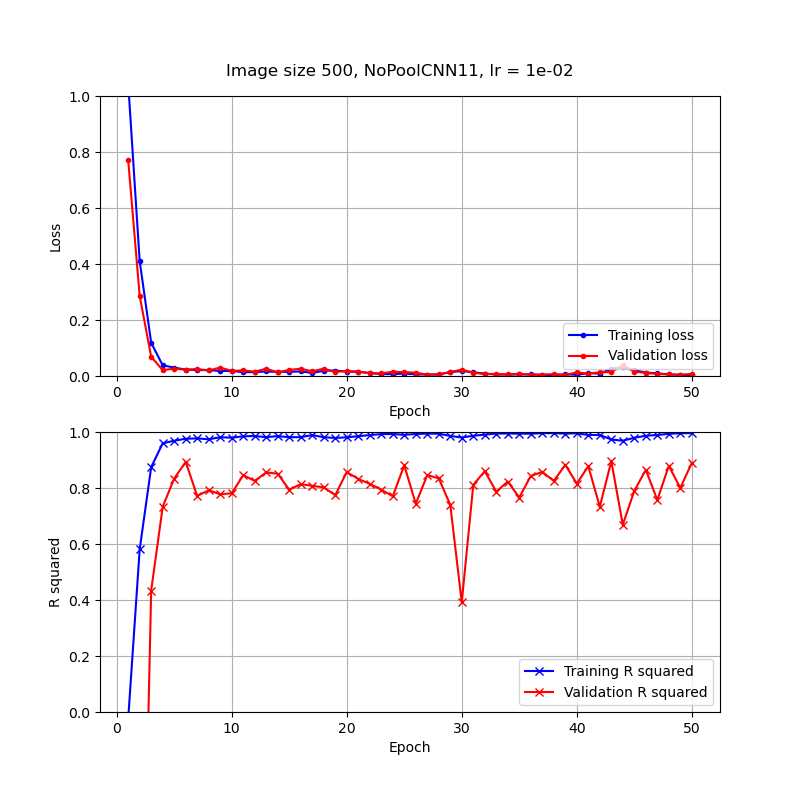 Image size 500, NoPoolCNN11, lr = 1e-02
1.0
0.8
0.6
0.4
0.2
0.0
Loss
Training loss
Validation loss
0 10 20 30 40 50
Epoch
1.0
0.8
0.6
0.4
0.2
0.0
R squared
Training R squared
Validation R squared
0 10 20 30 40 50
Epoch